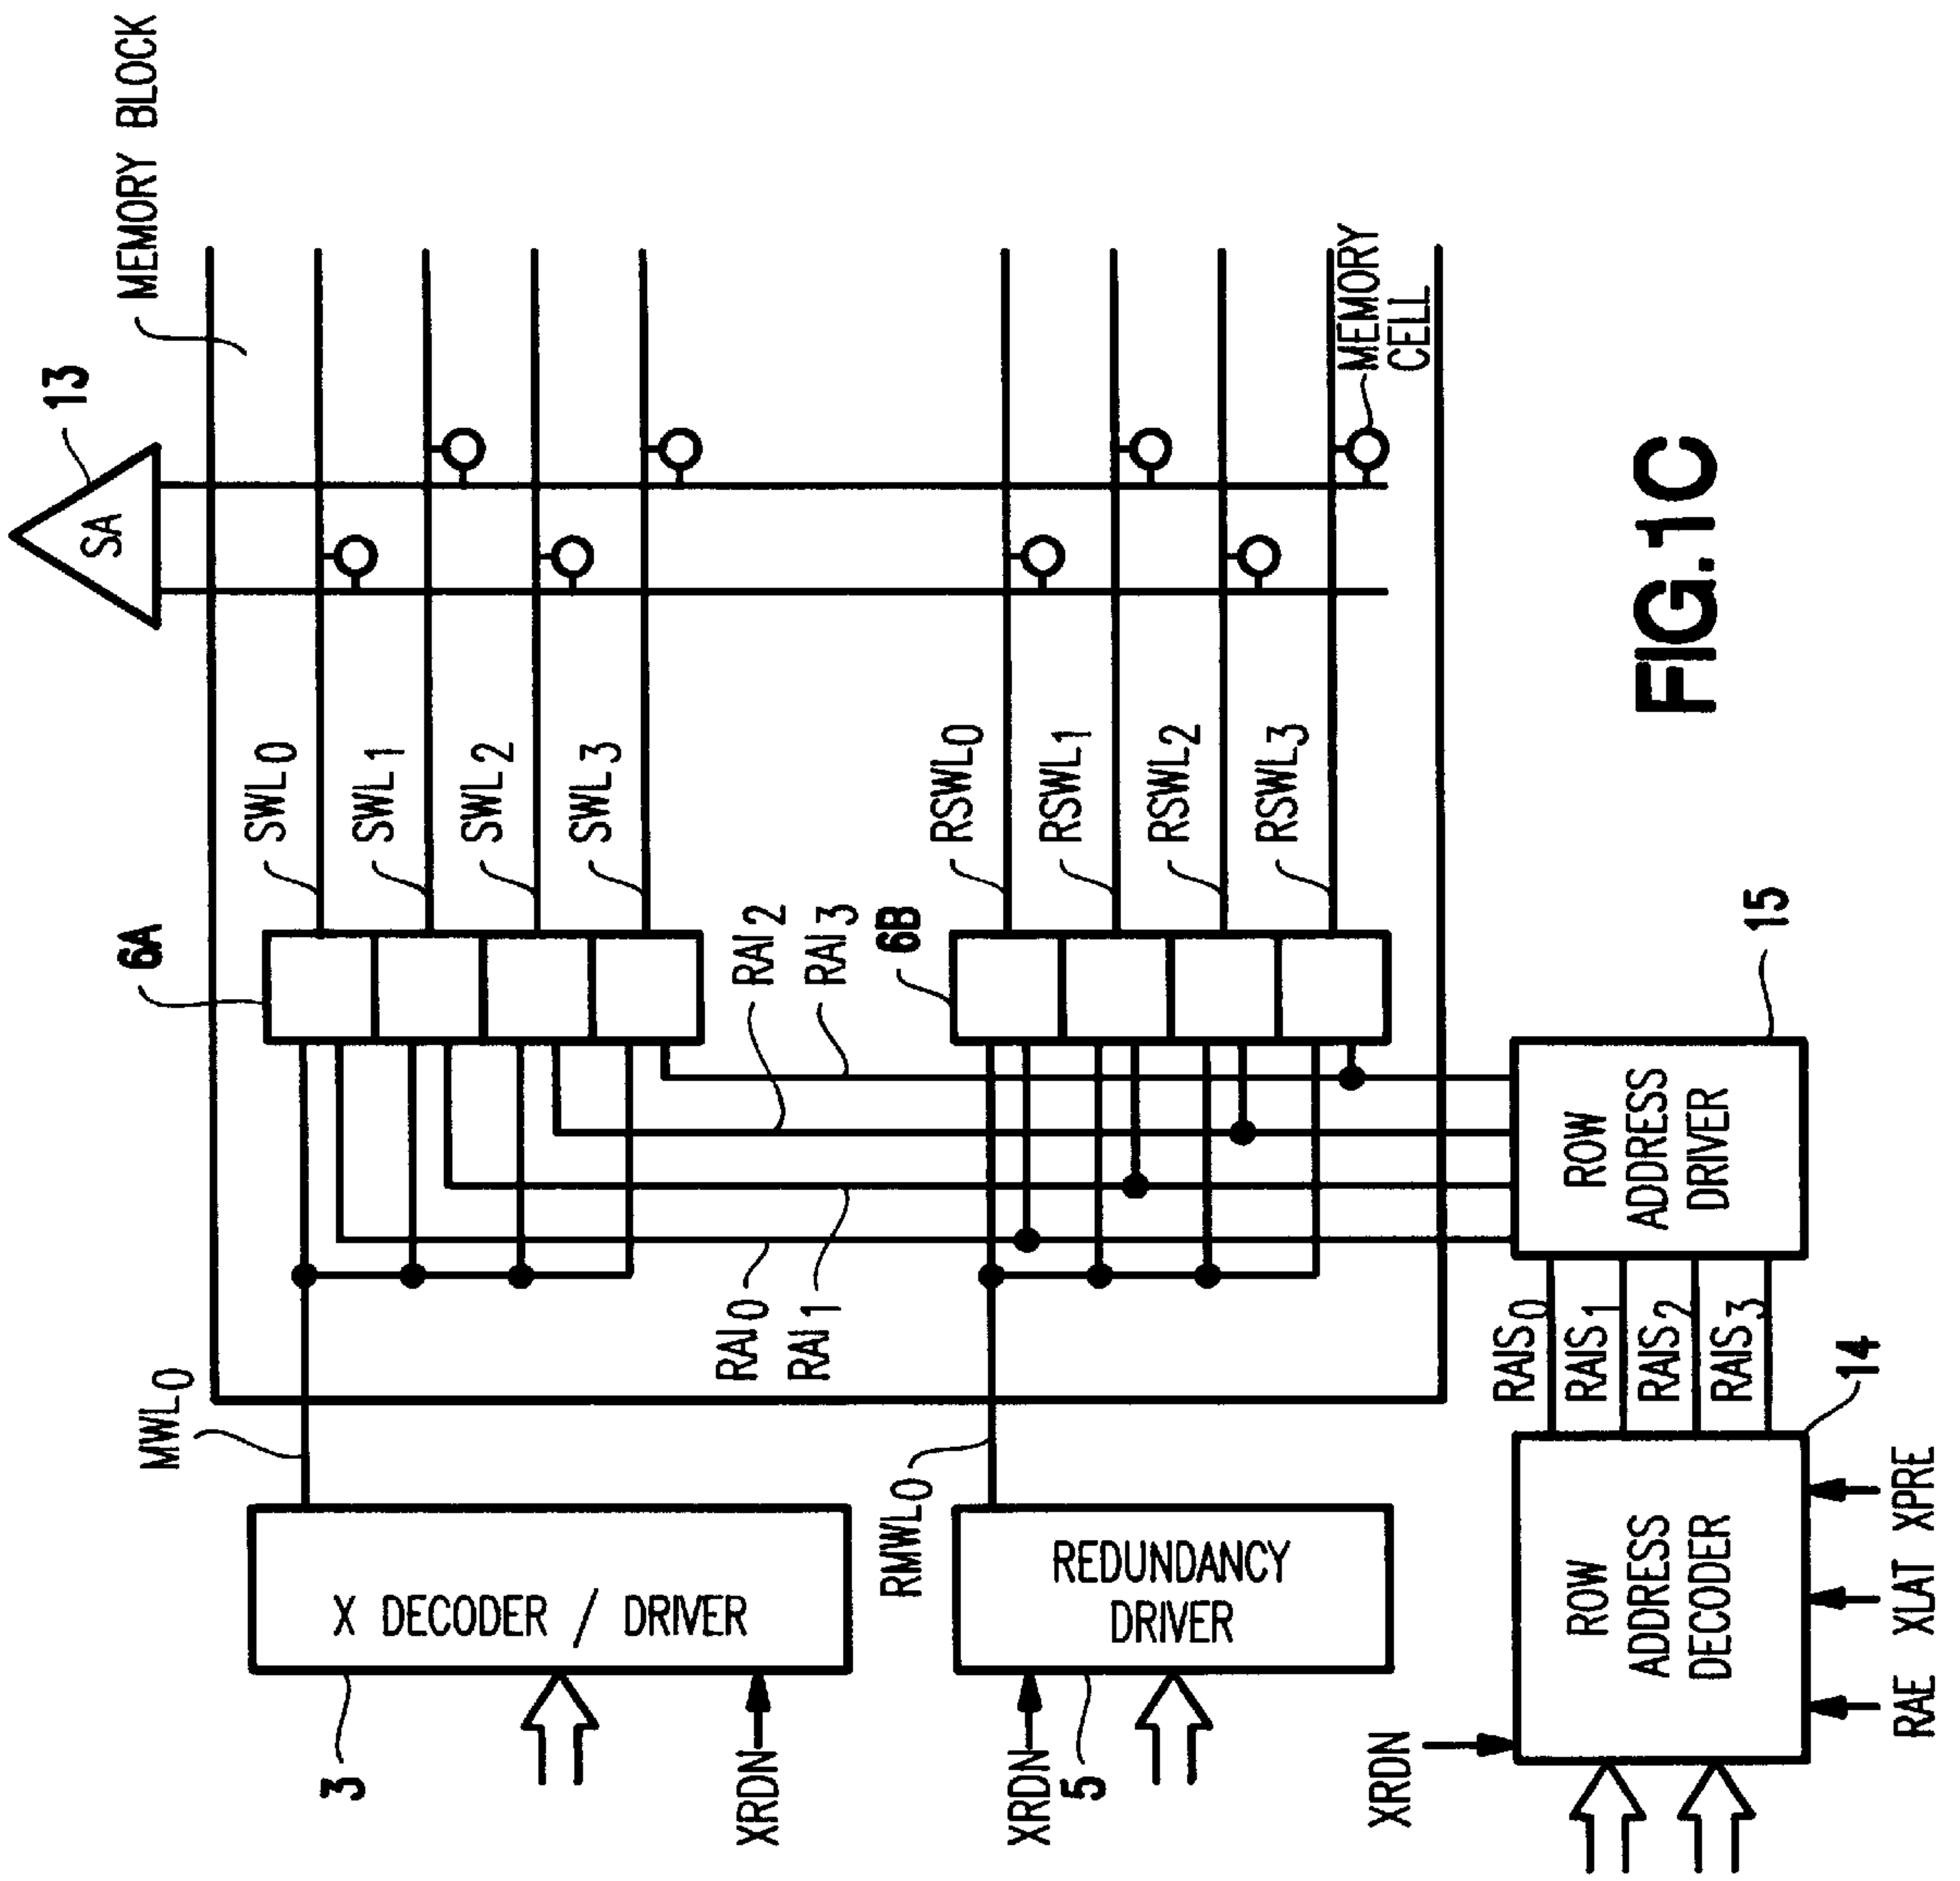 MEMORY BLOCK
13
SA
6A
SWL0
SWL1
SWL2
SWL3
MWL0
3
X DECODER / DRIVER
XRDN
RAI0
RAI1
RAI2
RAI3
6B
RSWL0
RSWL1
RSWL2
RSWL3
MEMORY
CELL
RMWL0
REDUNDANCY
DRIVER
XRDN
5
15
ROW
ADDRESS
DRIVER
RAIS0
RAIS1
RAIS2
RAIS3
14
ROW
ADDRESS
DECODER
XRDN
RAE XLAT XPRE
FIG.1C